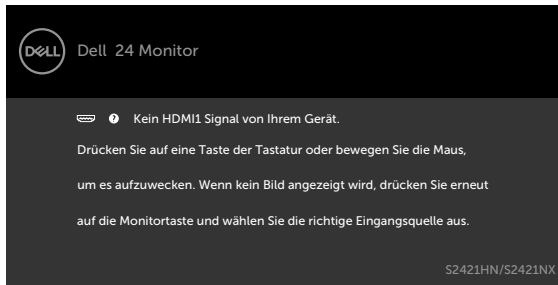 DELL
Dell 24 Monitor
? Kein HDMI1 Signal von Ihrem Gerät.
Drücken Sie auf eine Taste der Tastatur oder bewegen Sie die Maus,
um es aufzuwecken. Wenn kein Bild angezeigt wird, drücken Sie erneut
auf die Monitortaste und wählen Sie die richtige Eingangsquelle aus.
S2421HN/S2421NX